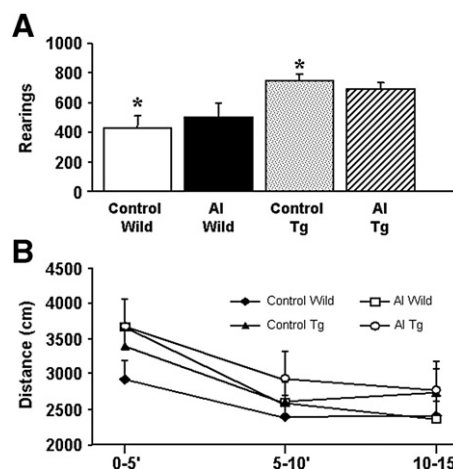 A
1000
800
600
400
200
0
Rearings
*
*
Control Wild
Al Wild
Control Tg
Al Tg
B
4500
4000
3500
3000
2500
2000
Distance (cm)
Control Wild
Al Wild
Control Tg
Al Tg
0-5'
5-10'
10-15'